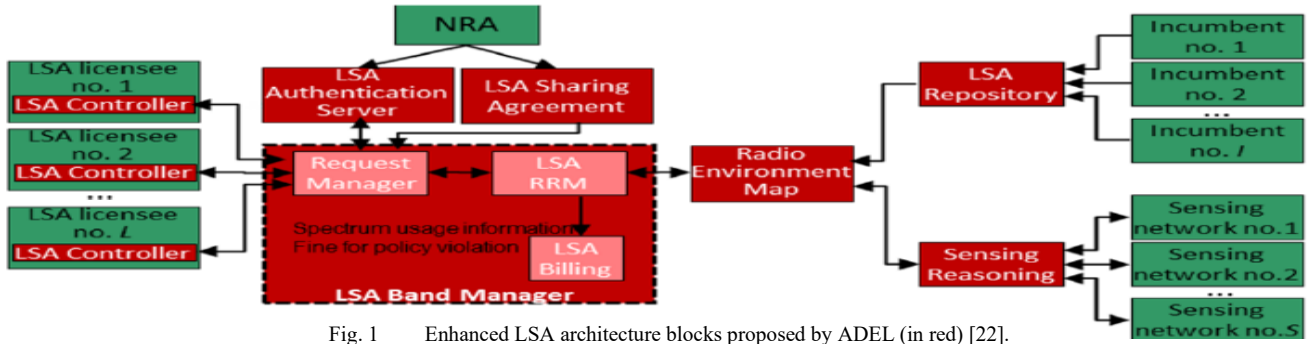 NRA
LSA licensee
no. 1
LSA Controller
LSA licensee
no. 2
LSA Controller
...
LSA licensee
no. L
LSA Controller
LSA
Authentication
Server
LSA Sharing
Agreement
Request
Manager
LSA
RRM
Spectrum usage information
Fine for policy violation
LSA
Billing
LSA Band Manager
Radio
Environment
Map
LSA
Repository
Sensing
Reasoning
Incumbent
no. 1
Incumbent
no. 2
...
Incumbent
no. I
Sensing
network no.1
Sensing
network no.2
...
Sensing
network no.S
Fig. 1 Enhanced LSA architecture blocks proposed by ADEL (in red) [22].